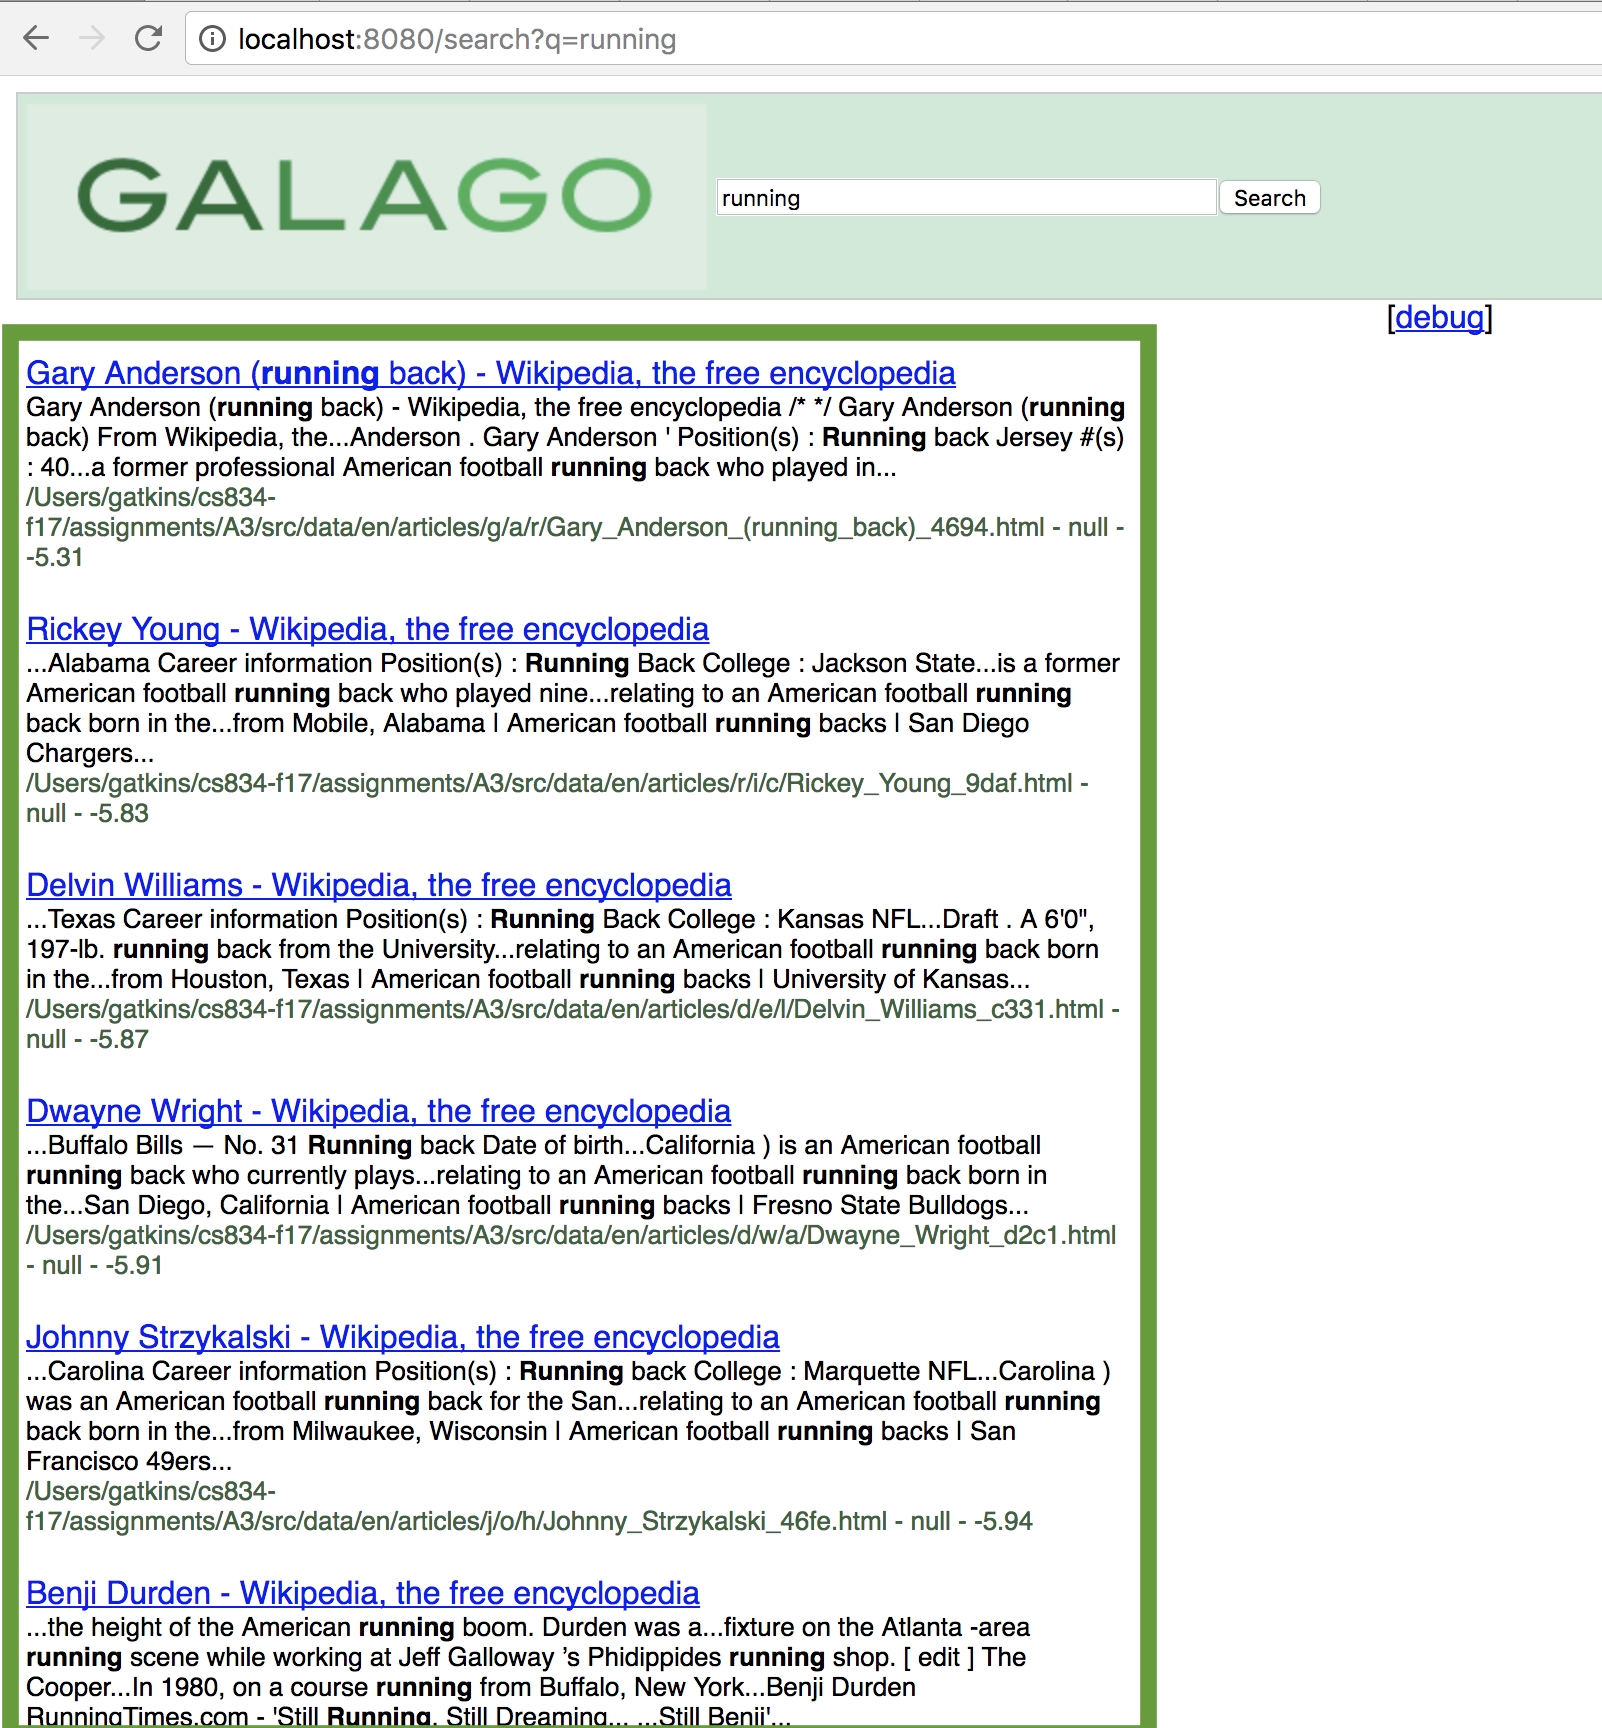 localhost:8080/search?q=running
GALAGO
running
Search
[debug]
Gary Anderson (running back) - Wikipedia, the free encyclopedia
Gary Anderson (running back) - Wikipedia, the free encyclopedia /* */ Gary Anderson (running
back) From Wikipedia, the...Anderson . Gary Anderson ' Position(s) : Running back Jersey #(s)
: 40...a former professional American football running back who played in...
/Users/gatkins/cs834-
f17/assignments/A3/src/data/en/articles/g/a/r/Gary_Anderson_(running_back)_4694.html - null -
-5.31
Rickey Young - Wikipedia, the free encyclopedia
...Alabama Career information Position(s) : Running Back College : Jackson State...is a former
American football running back who played nine...relating to an American football running
back born in the...from Mobile, Alabama | American football running backs | San Diego
Chargers...
/Users/gatkins/cs834-f17/assignments/A3/src/data/en/articles/r/i/c/Rickey_Young_9daf.html -
null - -5.83
Delvin Williams - Wikipedia, the free encyclopedia
...Texas Career information Position(s) : Running Back College : Kansas NFL...Draft . A 6'0",
197-lb. running back from the University...relating to an American football running back born
in the...from Houston, Texas | American football running backs | University of Kansas...
/Users/gatkins/cs834-f17/assignments/A3/src/data/en/articles/d/e/l/Delvin_Williams_c331.html -
null - -5.87
Dwayne Wright - Wikipedia, the free encyclopedia
...Buffalo Bills — No. 31 Running back Date of birth...California ) is an American football
running back who currently plays...relating to an American football running back born in
the...San Diego, California | American football running backs | Fresno State Bulldogs...
/Users/gatkins/cs834-f17/assignments/A3/src/data/en/articles/d/w/a/Dwayne_Wright_d2c1.html
- null - -5.91
Johnny Strzykalski - Wikipedia, the free encyclopedia
...Carolina Career information Position(s) : Running back College : Marquette NFL...Carolina )
was an American football running back for the San...relating to an American football running
back born in the...from Milwaukee, Wisconsin | American football running backs | San
Francisco 49ers...
/Users/gatkins/cs834-
f17/assignments/A3/src/data/en/articles/j/o/h/Johnny_Strzykalski_46fe.html - null - -5.94
Benji Durden - Wikipedia, the free encyclopedia
...the height of the American running boom. Durden was a...fixture on the Atlanta -area
running scene while working at Jeff Galloway ’s Phidippides running shop. [ edit ] The
Cooper...In 1980, on a course running from Buffalo, New York...Benji Durden
RunningTimes.com - 'Still Running, Still Dreaming... ...Still Benji'...